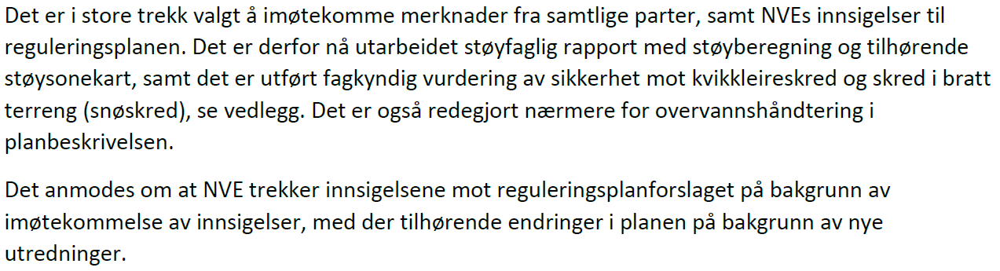 Det er i store trekk valgt å imøtekomme merknader fra samtlige parter, samt NVEs innsigelser til
reguleringsplanen. Det er derfor nå utarbeidet støyfaglig rapport med støyberegning og tilhørende
støysonekart, samt det er utført fagkyndig vurdering av sikkerhet mot kvikkleireskred og skred i bratt
terreng (snøskred), se vedlegg. Det er også redegjort nærmere for overvannshåndtering i
planbeskrivelsen.
Det anmodes om at NVE trekker innsigelsene mot reguleringsplanforslaget på bakgrunn av
imøtekommelse av innsigelser, med der tilhørende endringer i planen på bakgrunn av nye
utredninger.